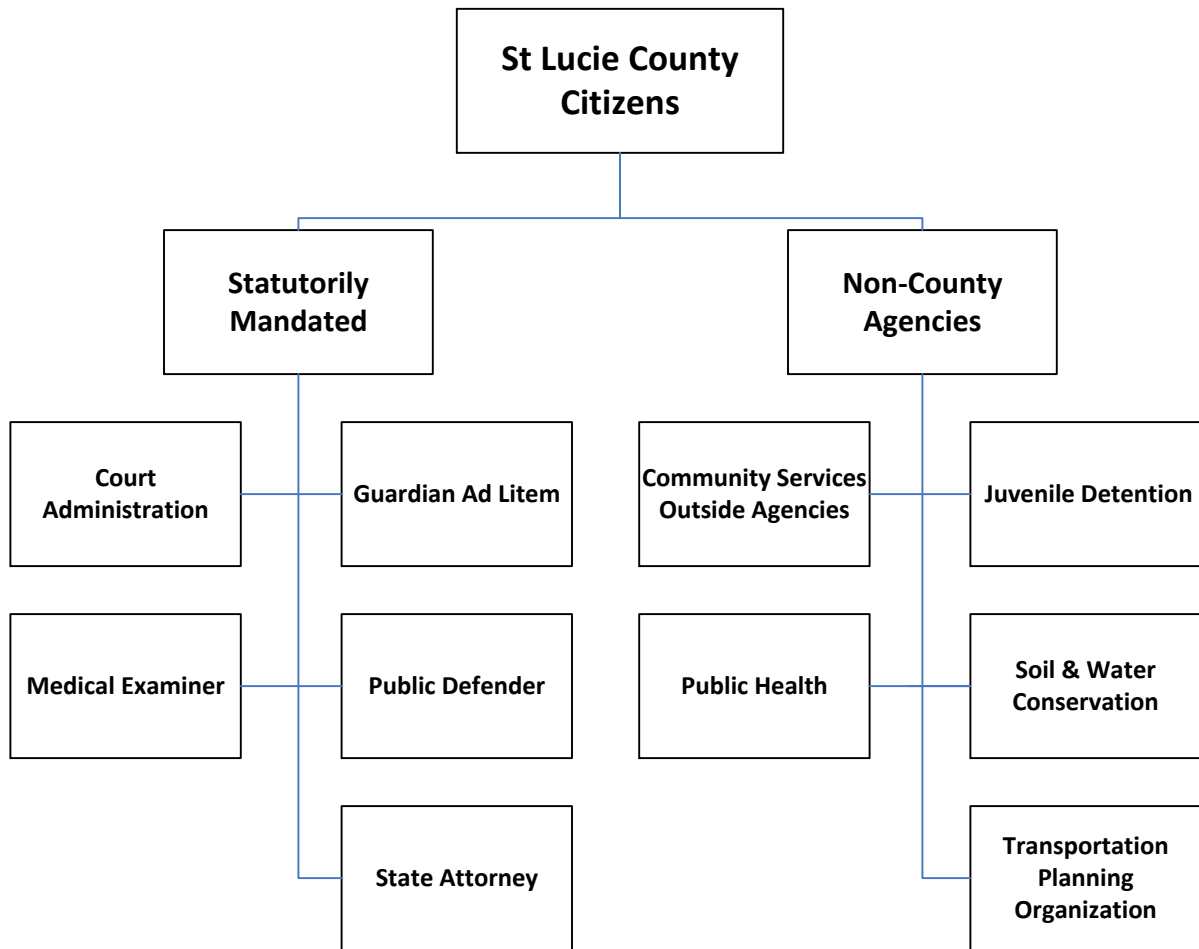 St Lucie County
Citizens
Statutorily
Mandated
Non-County
Agencies
Court
Administration
Guardian Ad Litem
Community Services
Outside Agencies
Juvenile Detention
Medical Examiner
Public Defender
Public Health
Soil & Water
Conservation
State Attorney
Transportation
Planning
Organization